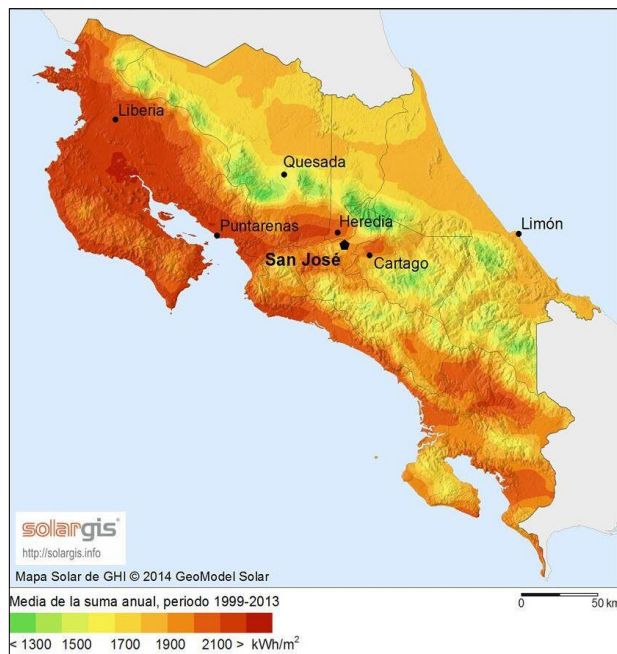 Liberia
Quesada
Puntarenas
Heredia
Limón
San José
Cartago
solargis
http://solargis.info
Mapa Solar de GHI © 2014 GeoModel Solar
Media de la suma anual, periodo 1999-2013
0 50 km
< 1300 1500 1700 1900 2100 > kWh/m²